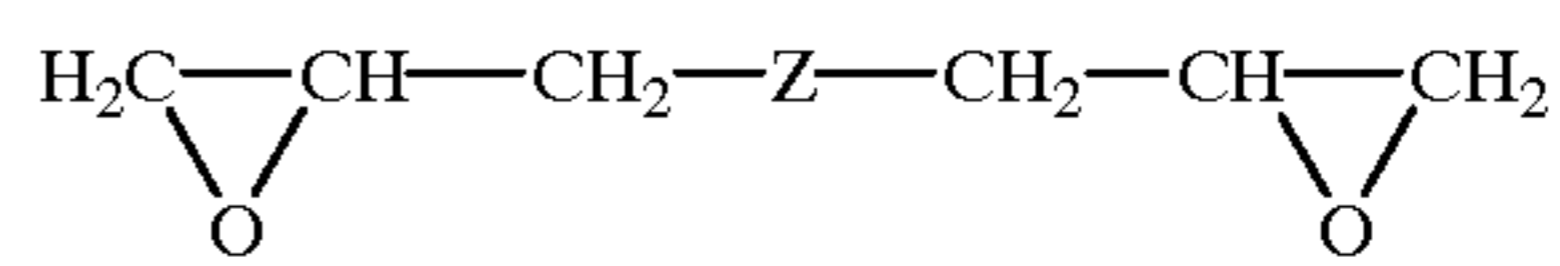 H₂C CH CH₂ Z CH₂ CH CH₂
O O